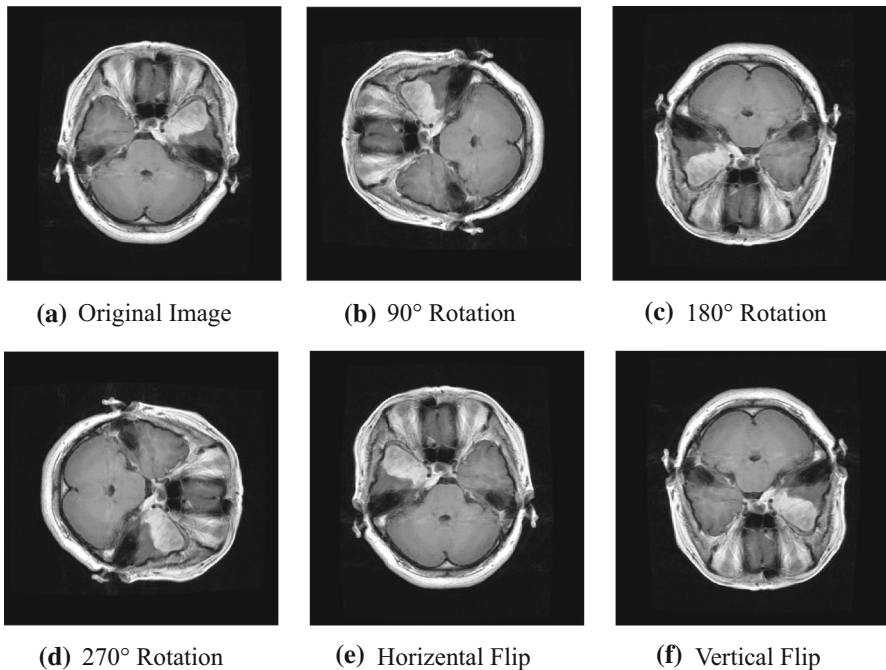 (a) Original Image
(b) 90° Rotation
(c) 180° Rotation
(d) 270° Rotation
(e) Horizental Flip
(f) Vertical Flip